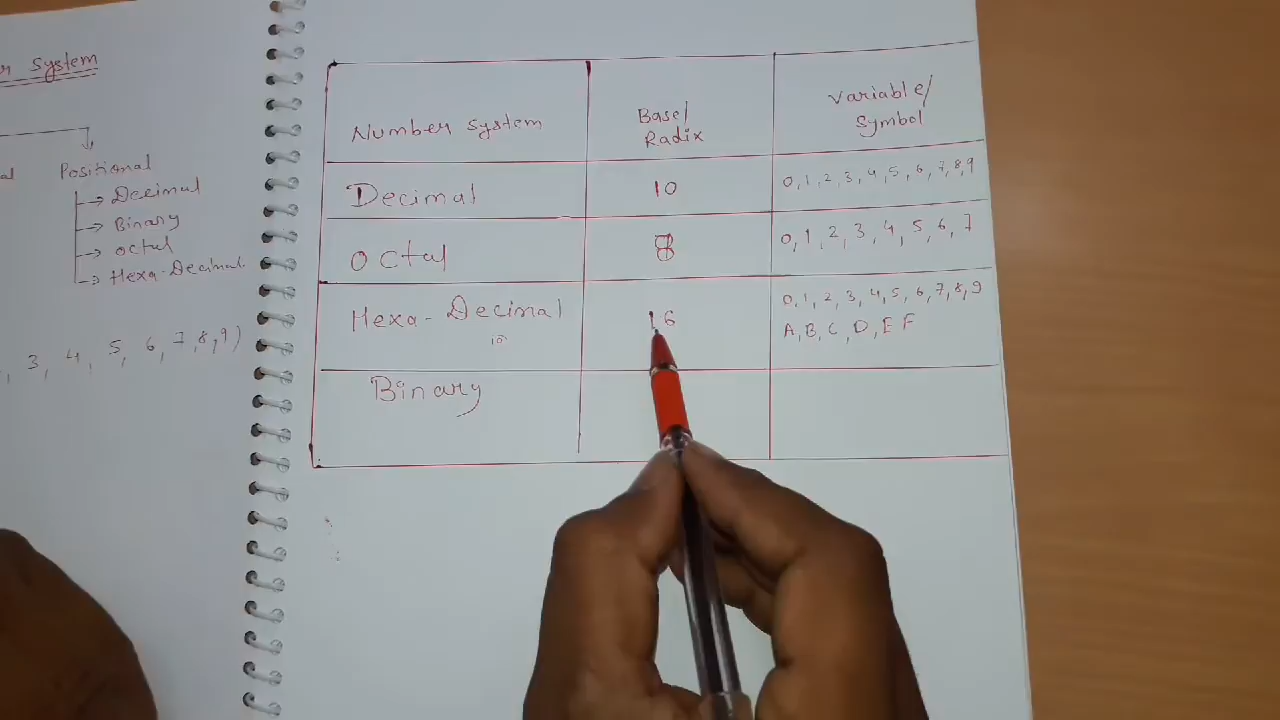 r System
al
Positional
→ Decimal
→ Binary
→ octal
→ Hexa-Decimal
, 3, 4, 5, 6, 7, 8, 9)
Number System
Base/
Radix
Variable/
Symbol
Decimal
10
0, 1, 2, 3, 4, 5, 6, 7, 8, 9
Octal
8
0, 1, 2, 3, 4, 5, 6, 7
Hexa-Decimal
16
0, 1, 2, 3, 4, 5, 6, 7, 8, 9
A, B, C, D, E F
Binary